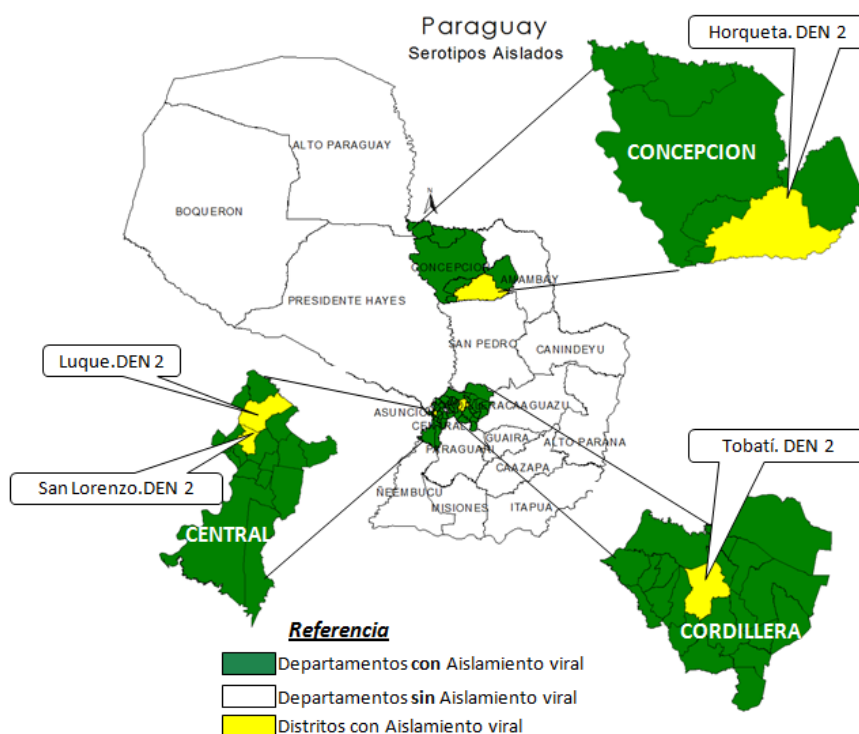 Paraguay
Serotipos Aislados
Horqueta. DEN 2
CONCEPCION
ALTO PARAGUAY
BOQUERON
N
CONCEPCION
AMAMBAY
PRESIDENTE HAYES
SAN PEDRO
CANINDEYU
Luque.DEN 2
ASUNCION
CENTRAL
GUAIRA
ALTO PARANA
PARAGUARI
CAAZAPA
Tobatí. DEN 2
San Lorenzo.DEN 2
ÑEEMBUCU
MISIONES
ITAPUA
CENTRAL
CORDILLERA
Referencia
Departamentos con Aislamiento viral
Departamentos sin Aislamiento viral
Distritos con Aislamiento viral